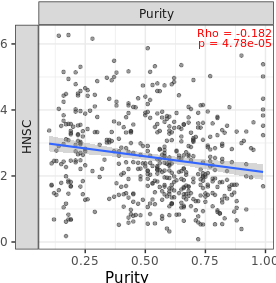 Purity
Rho = -0.182
p = 4.78e-05
HNSC
6
4
2
0
0.25 0.50 0.75 1.00
Purity